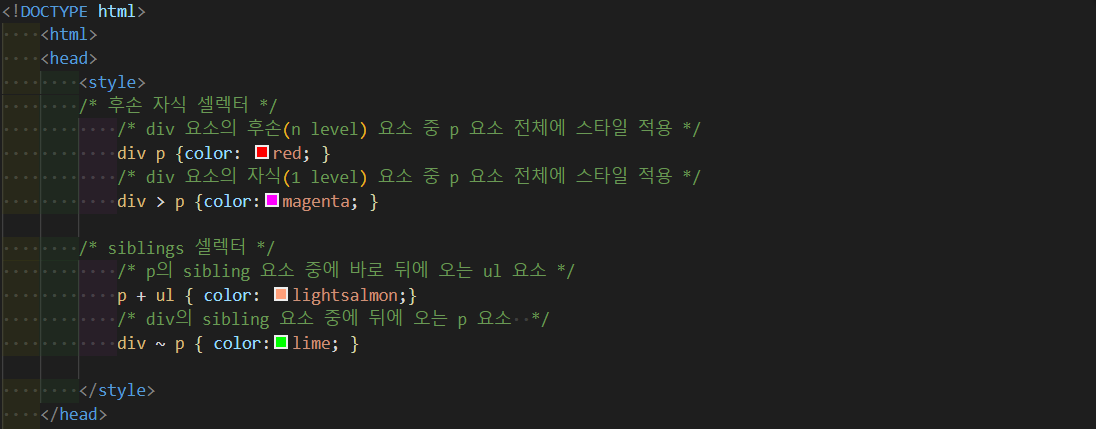 <!DOCTYPE html>
<html>
<head>
<style>
/* 후손 자식 셀렉터 */
/* div 요소의 후손(n level) 요소 중 p 요소 전체에 스타일 적용 */
div p {color: red; }
/* div 요소의 자식(1 level) 요소 중 p 요소 전체에 스타일 적용 */
div > p {color:magenta; }
/* siblings 셀렉터 */
/* p의 sibling 요소 중에 바로 뒤에 오는 ul 요소 */
p + ul { color: lightsalmon;}
/* div의 sibling 요소 중에 뒤에 오는 p 요소  */
div ~ p { color:lime; }
</style>
</head>